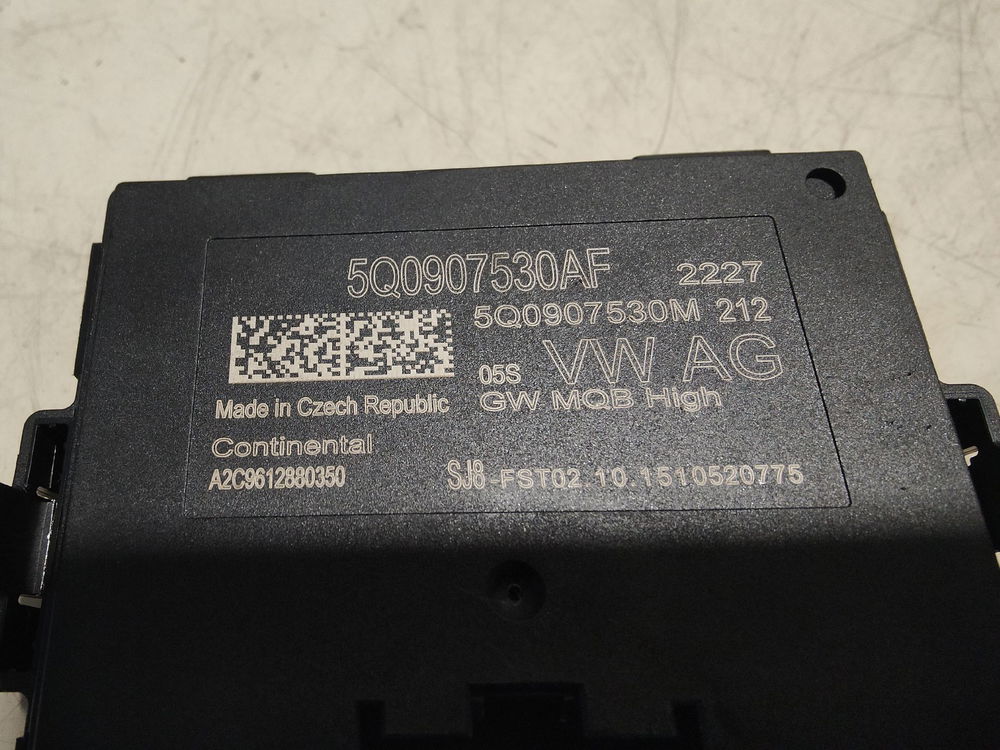 5Q0907530AF 2227
5Q0907530M 212
05S VW AG
Made in Czech Republic GW MQB High
Continental
A2C9612880350 SJ8-FST02.10.1510520775